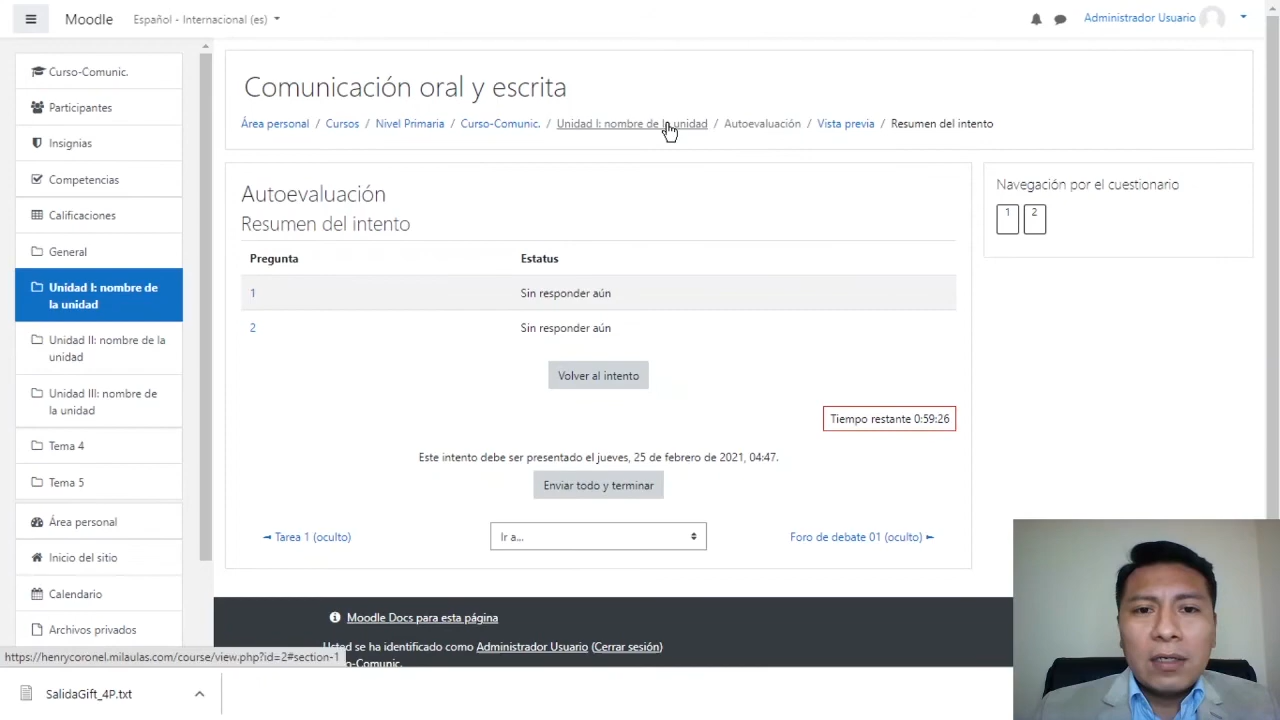 Moodle
Español - Internacional (es)
Administrador Usuario
Curso-Comunic.
Participantes
Insignias
Competencias
Calificaciones
General
Unidad I: nombre de
la unidad
Unidad II: nombre de la
unidad
Unidad III: nombre de
la unidad
Tema 4
Tema 5
Área personal
Inicio del sitio
Calendario
Archivos privados
Comunicación oral y escrita
Área personal / Cursos / Nivel Primaria / Curso-Comunic. / Unidad I: nombre de la unidad / Autoevaluación / Vista previa / Resumen del intento
Autoevaluación
Resumen del intento
Pregunta Estatus
1 Sin responder aún
2 Sin responder aún
Volver al intento
Tiempo restante 0:59:26
Este intento debe ser presentado el jueves, 25 de febrero de 2021, 04:47.
Enviar todo y terminar
◄ Tarea 1 (oculto)
Ir a...
Foro de debate 01 (oculto) ►
Navegación por el cuestionario
1 2
Moodle Docs para esta página
Usted se ha identificado como Administrador Usuario (Cerrar sesión)
-Comunic.
https://henrycoronel.milaulas.com/course/view.php?id=2#section-1
SalidaGift_4P.txt